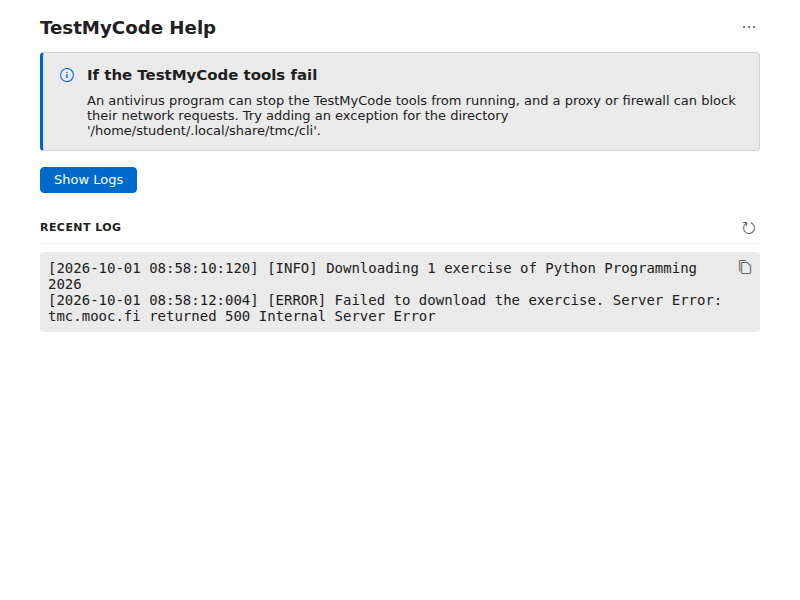 TestMyCode Help
If the TestMyCode tools fail
An antivirus program can stop the TestMyCode tools from running, and a proxy or firewall can block
their network requests. Try adding an exception for the directory
'/home/student/.local/share/tmc/cli'.
Show Logs
RECENT LOG
[2026-10-01 08:58:10:120] [INFO] Downloading 1 exercise of Python Programming
2026
[2026-10-01 08:58:12:004] [ERROR] Failed to download the exercise. Server Error:
tmc.mooc.fi returned 500 Internal Server Error